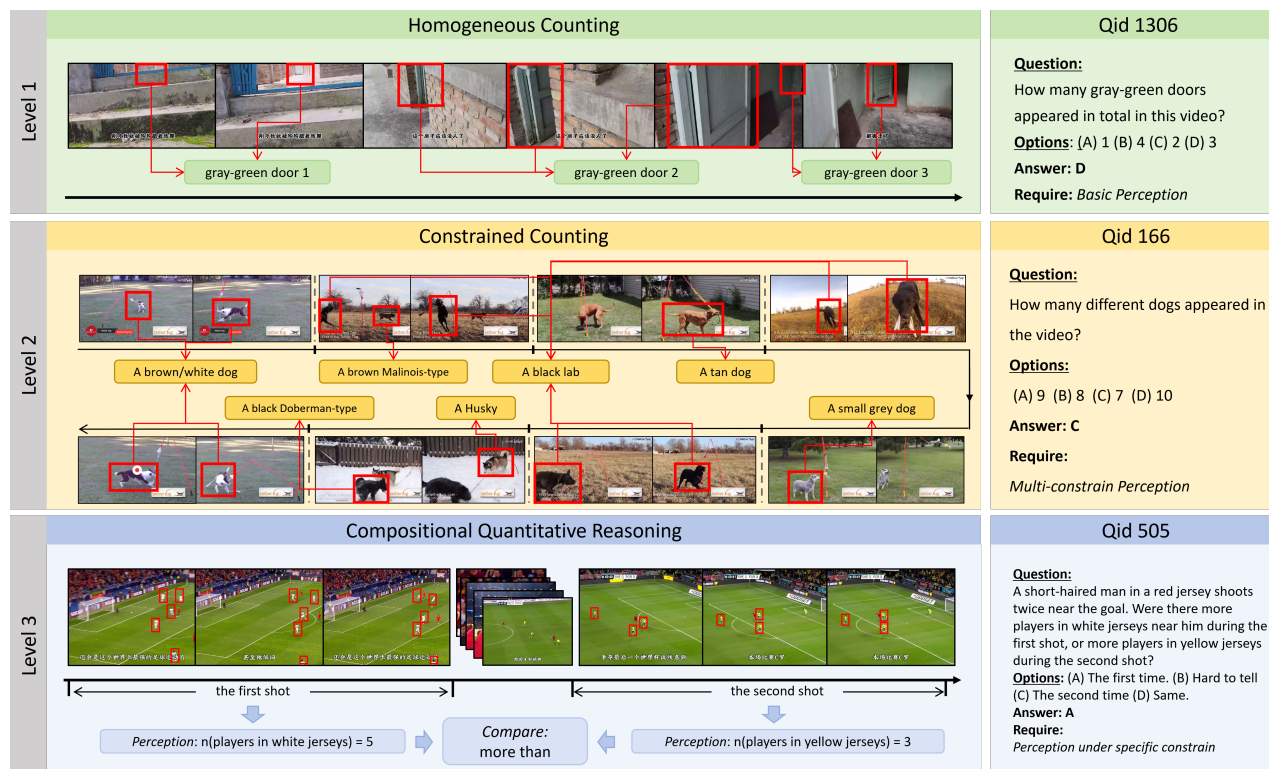 Level 1
Homogeneous Counting
gray-green door 1
gray-green door 2
gray-green door 3
Qid 1306
Question:
How many gray-green doors
appeared in total in this video?
Options: (A) 1 (B) 4 (C) 2 (D) 3
Answer: D
Require: Basic Perception
Level 2
Constrained Counting
A brown/white dog
A brown Malinois-type
A black lab
A tan dog
A black Doberman-type
A Husky
A small grey dog
Qid 166
Question:
How many different dogs appeared in
the video?
Options:
(A) 9 (B) 8 (C) 7 (D) 10
Answer: C
Require:
Multi-constrain Perception
Level 3
Compositional Quantitative Reasoning
the first shot
the second shot
Perception: n(players in white jerseys) = 5
Compare:
more than
Perception: n(players in yellow jerseys) = 3
Qid 505
Question:
A short-haired man in a red jersey shoots
twice near the goal. Were there more
players in white jerseys near him during the
first shot, or more players in yellow jerseys
during the second shot?
Options: (A) The first time. (B) Hard to tell
(C) The second time (D) Same.
Answer: A
Require:
Perception under specific constrain